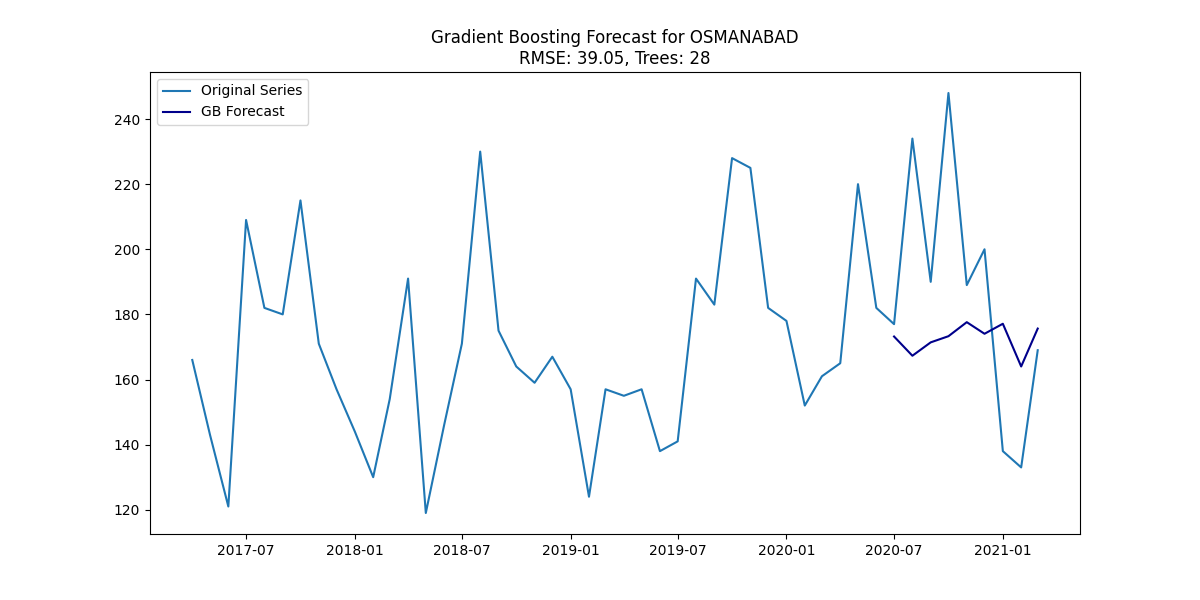 Gradient Boosting Forecast for OSMANABAD
RMSE: 39.05, Trees: 28
Original Series
GB Forecast
240
220
200
180
160
140
120
2017-07 2018-01 2018-07 2019-01 2019-07 2020-01 2020-07 2021-01